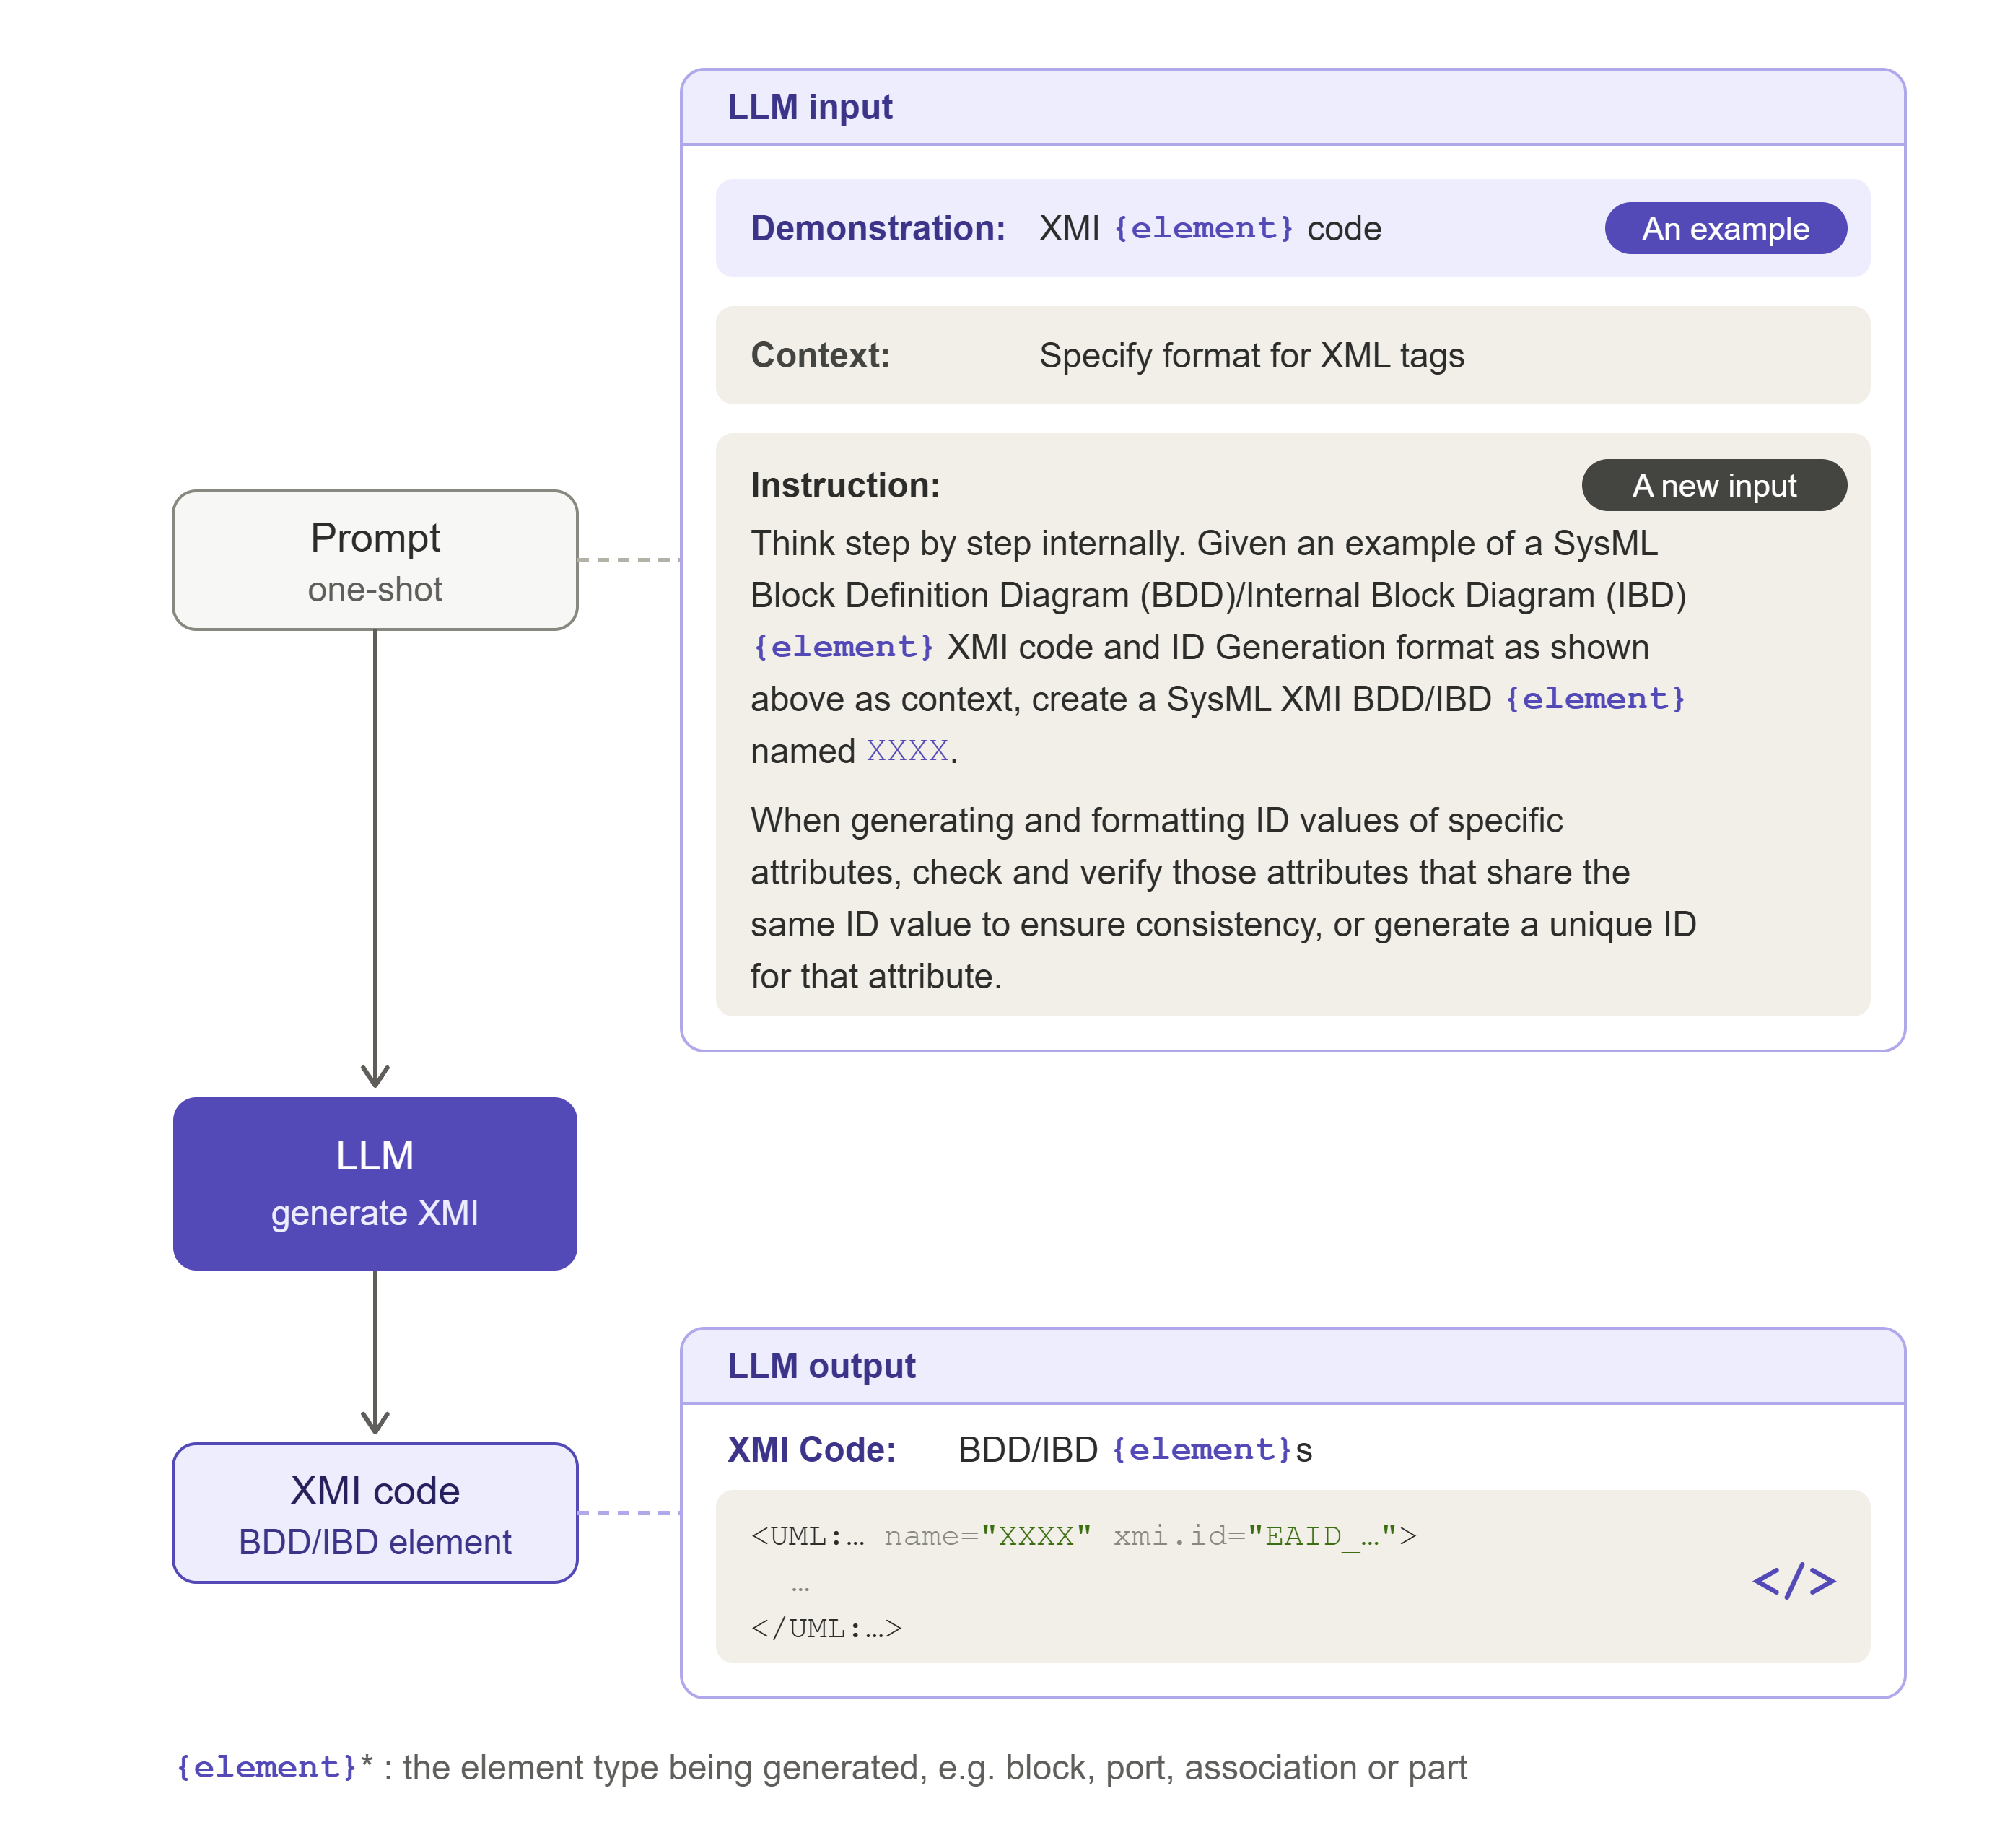 LLM input
Demonstration: XMI {element} code
An example
Context: Specify format for XML tags
Instruction:
A new input
Think step by step internally. Given an example of a SysML
Block Definition Diagram (BDD)/Internal Block Diagram (IBD)
{element} XMI code and ID Generation format as shown
above as context, create a SysML XMI BDD/IBD {element}
named XXXX.
When generating and formatting ID values of specific
attributes, check and verify those attributes that share the
same ID value to ensure consistency, or generate a unique ID
for that attribute.
Prompt
one-shot
LLM
generate XMI
XMI code
BDD/IBD element
LLM output
XMI Code: BDD/IBD {element}s
<UML:… name="XXXX" xmi.id="EAID_…">
…
</UML:…>
</>
{element}* : the element type being generated, e.g. block, port, association or part